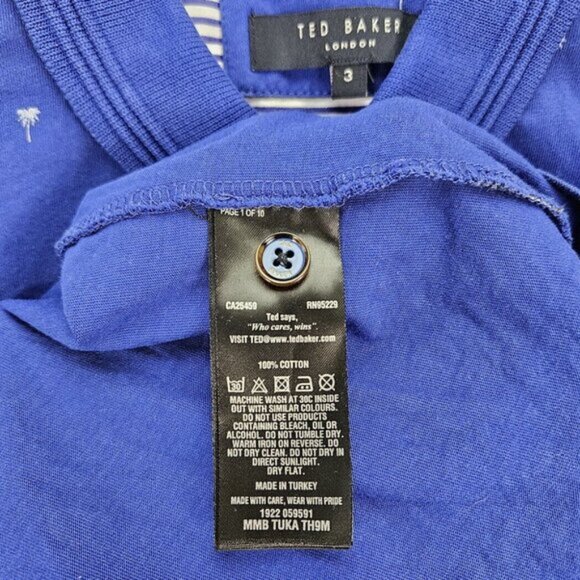 TED BAKER
LONDON
3
PAGE 1 OF 10
CA25459 RN95229
Ted says,
"Who cares, wins".
VISIT TED@www.tedbaker.com
100% COTTON
30
MACHINE WASH AT 30C INSIDE
OUT WITH SIMILAR COLOURS.
DO NOT USE PRODUCTS
CONTAINING BLEACH, OIL OR
ALCOHOL. DO NOT TUMBLE DRY.
WARM IRON ON REVERSE. DO
NOT DRY CLEAN. DO NOT DRY IN
DIRECT SUNLIGHT.
DRY FLAT.
MADE IN TURKEY
MADE WITH CARE, WEAR WITH PRIDE
1922 059591
MMB TUKA TH9M